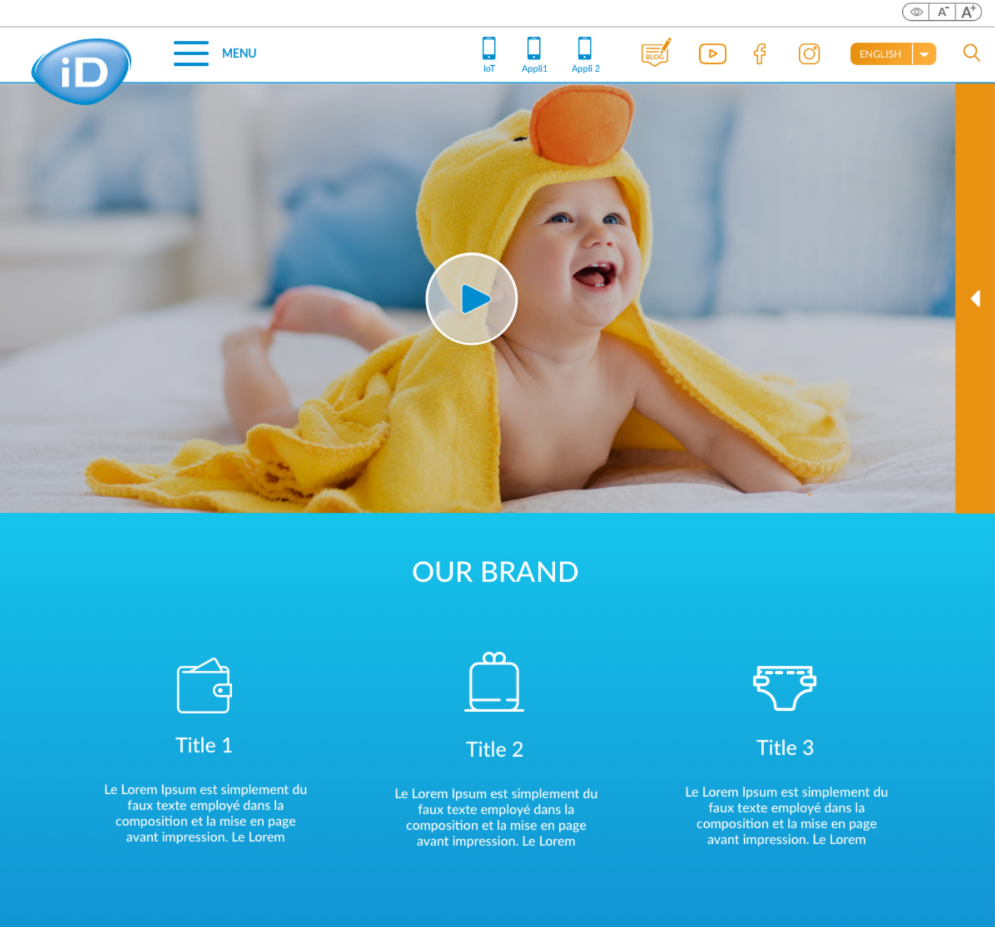 A-
A+
iD
MENU
IoT
Appli1
Appli 2
BLOG
ENGLISH
OUR BRAND
Title 1
Le Lorem Ipsum est simplement du
faux texte employé dans la
composition et la mise en page
avant impression. Le Lorem
Title 2
Le Lorem Ipsum est simplement du
faux texte employé dans la
composition et la mise en page
avant impression. Le Lorem
Title 3
Le Lorem Ipsum est simplement du
faux texte employé dans la
composition et la mise en page
avant impression. Le Lorem